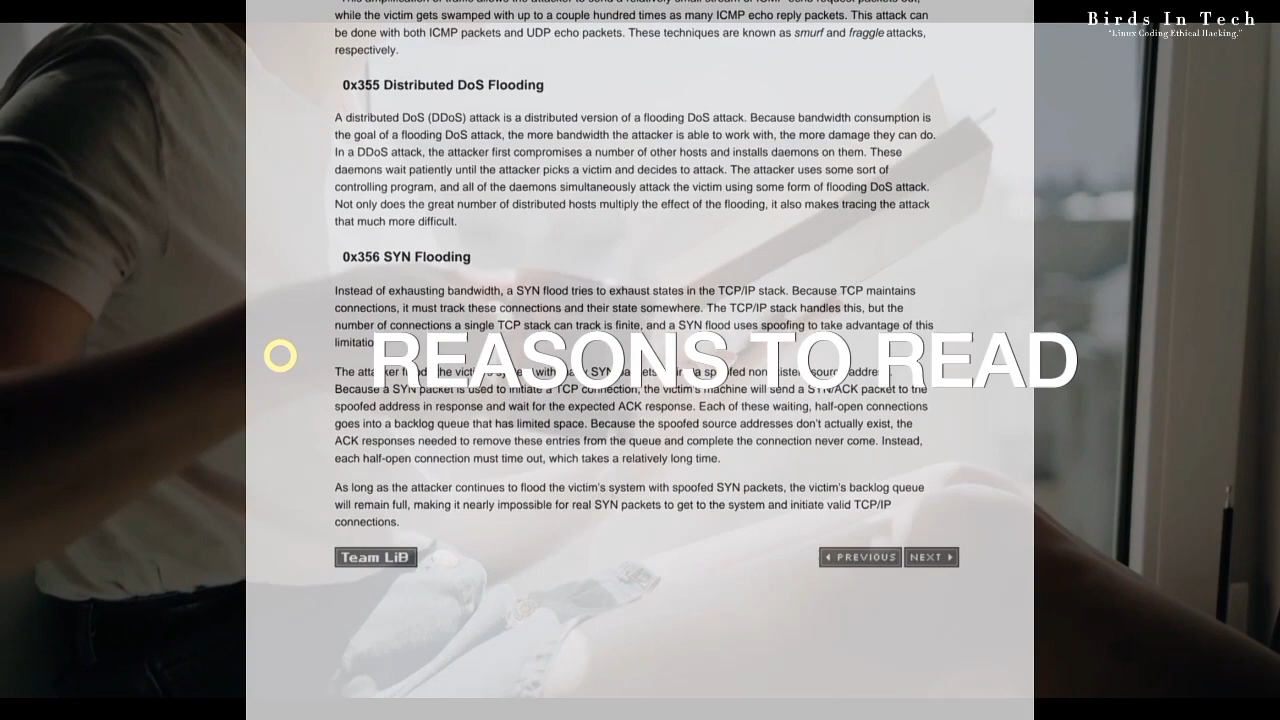 Birds In Tech
"Linux Coding Ethical Hacking."
while the victim gets swamped with up to a couple hundred times as many ICMP echo reply packets. This attack can
be done with both ICMP packets and UDP echo packets. These techniques are known as smurf and fraggle attacks,
respectively.
0x355 Distributed DoS Flooding
A distributed DoS (DDoS) attack is a distributed version of a flooding DoS attack. Because bandwidth consumption is
the goal of a flooding DoS attack, the more bandwidth the attacker is able to work with, the more damage they can do.
In a DDoS attack, the attacker first compromises a number of other hosts and installs daemons on them. These
daemons wait patiently until the attacker picks a victim and decides to attack. The attacker uses some sort of
controlling program, and all of the daemons simultaneously attack the victim using some form of flooding DoS attack.
Not only does the great number of distributed hosts multiply the effect of the flooding, it also makes tracing the attack
that much more difficult.
0x356 SYN Flooding
Instead of exhausting bandwidth, a SYN flood tries to exhaust states in the TCP/IP stack. Because TCP maintains
connections, it must track these connections and their state somewhere. The TCP/IP stack handles this, but the
number of connections a single TCP stack can track is finite, and a SYN flood uses spoofing to take advantage of this
REASONS TO READ
Because a SYN packet is used to initiate a TCP connection, the victim's machine will send a SYN/ACK packet to the
spoofed address in response and wait for the expected ACK response. Each of these waiting, half-open connections
goes into a backlog queue that has limited space. Because the spoofed source addresses don't actually exist, the
ACK responses needed to remove these entries from the queue and complete the connection never come. Instead,
each half-open connection must time out, which takes a relatively long time.
As long as the attacker continues to flood the victim's system with spoofed SYN packets, the victim's backlog queue
will remain full, making it nearly impossible for real SYN packets to get to the system and initiate valid TCP/IP
connections.
Team LiB
PREVIOUS NEXT